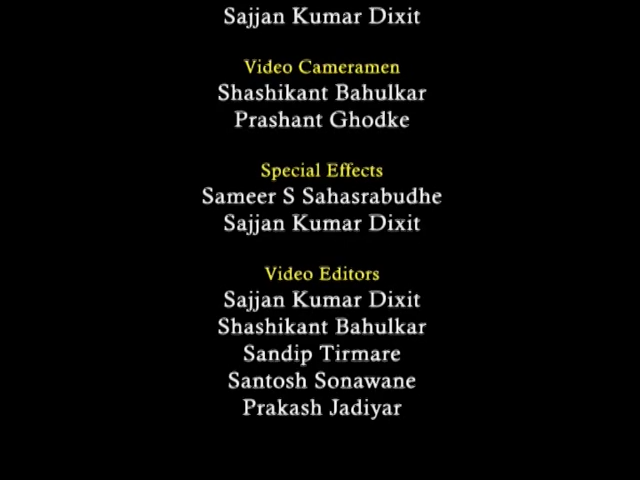 Sajjan Kumar Dixit
Video Cameramen
Shashikant Bahulkar
Prashant Ghodke
Special Effects
Sameer S Sahasrabudhe
Sajjan Kumar Dixit
Video Editors
Sajjan Kumar Dixit
Shashikant Bahulkar
Sandip Tirmare
Santosh Sonawane
Prakash Jadiyar